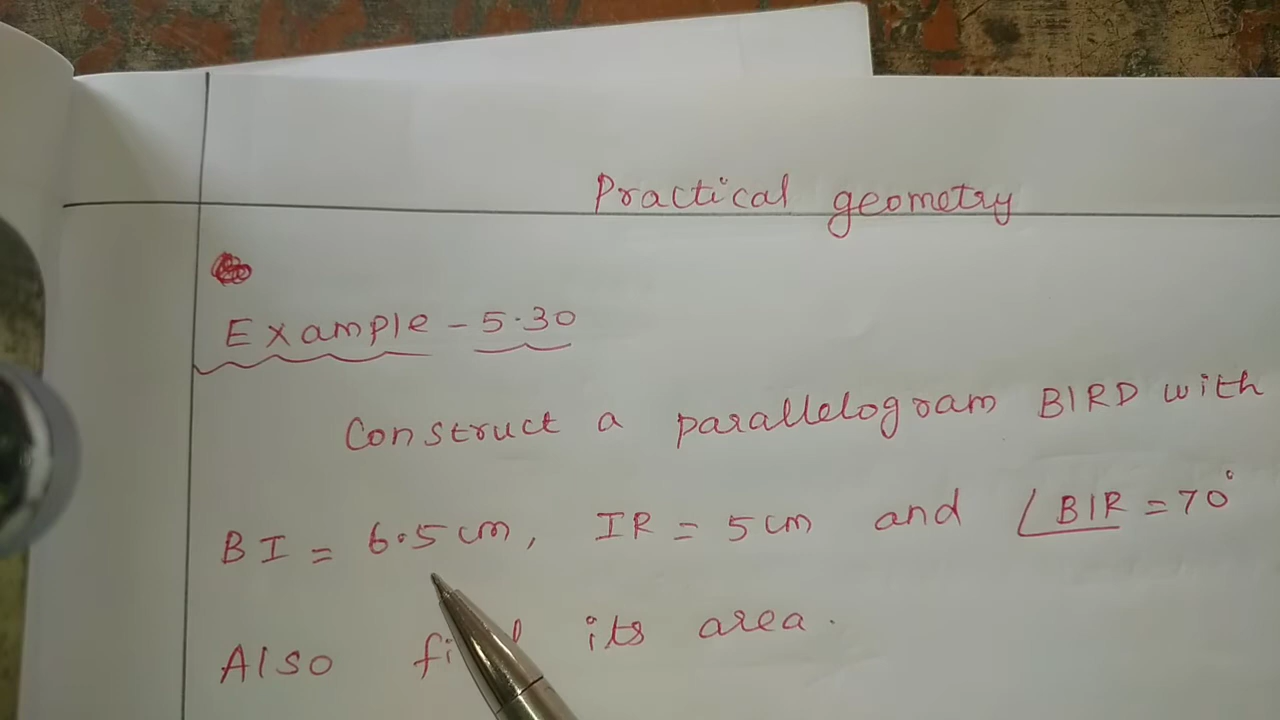 Practical geometry
Example - 5.30
Construct a parallelogram BIRD with
BI = 6.5 cm, IR = 5 cm and ∠BIR = 70°
Also its area.